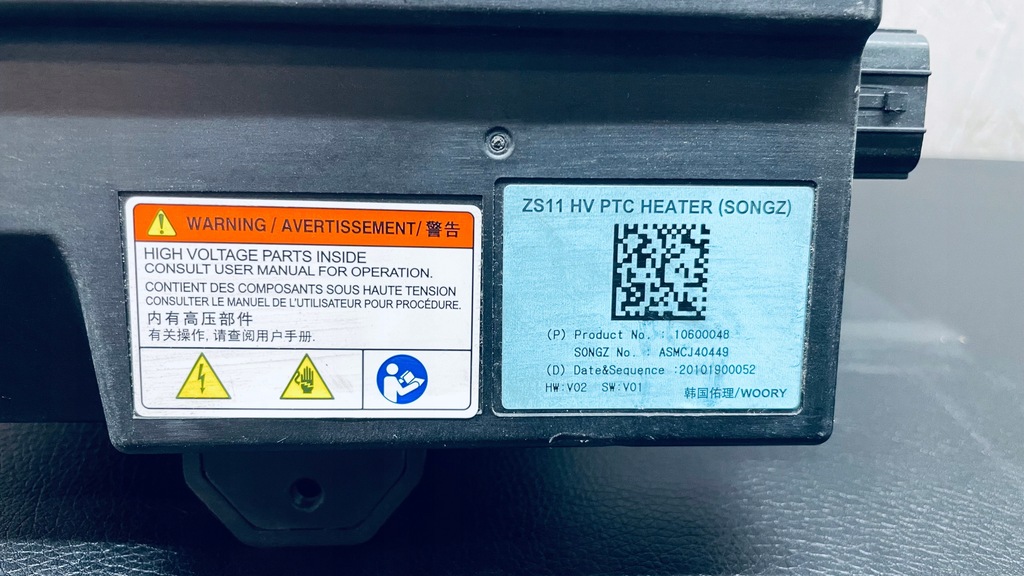 WARNING / AVERTISSEMENT/ 警告
HIGH VOLTAGE PARTS INSIDE
CONSULT USER MANUAL FOR OPERATION.
CONTIENT DES COMPOSANTS SOUS HAUTE TENSION
CONSULTER LE MANUEL DE L'UTILISATEUR POUR PROCÉDURE.
内有高压部件
有关操作, 请查阅用户手册.
ZS11 HV PTC HEATER (SONGZ)
(P) Product No. : 10600048
SONGZ No. : ASMCJ40449
(D) Date&Sequence :20101900052
HW:V02 SW:V01
韩国佑理/WOORY